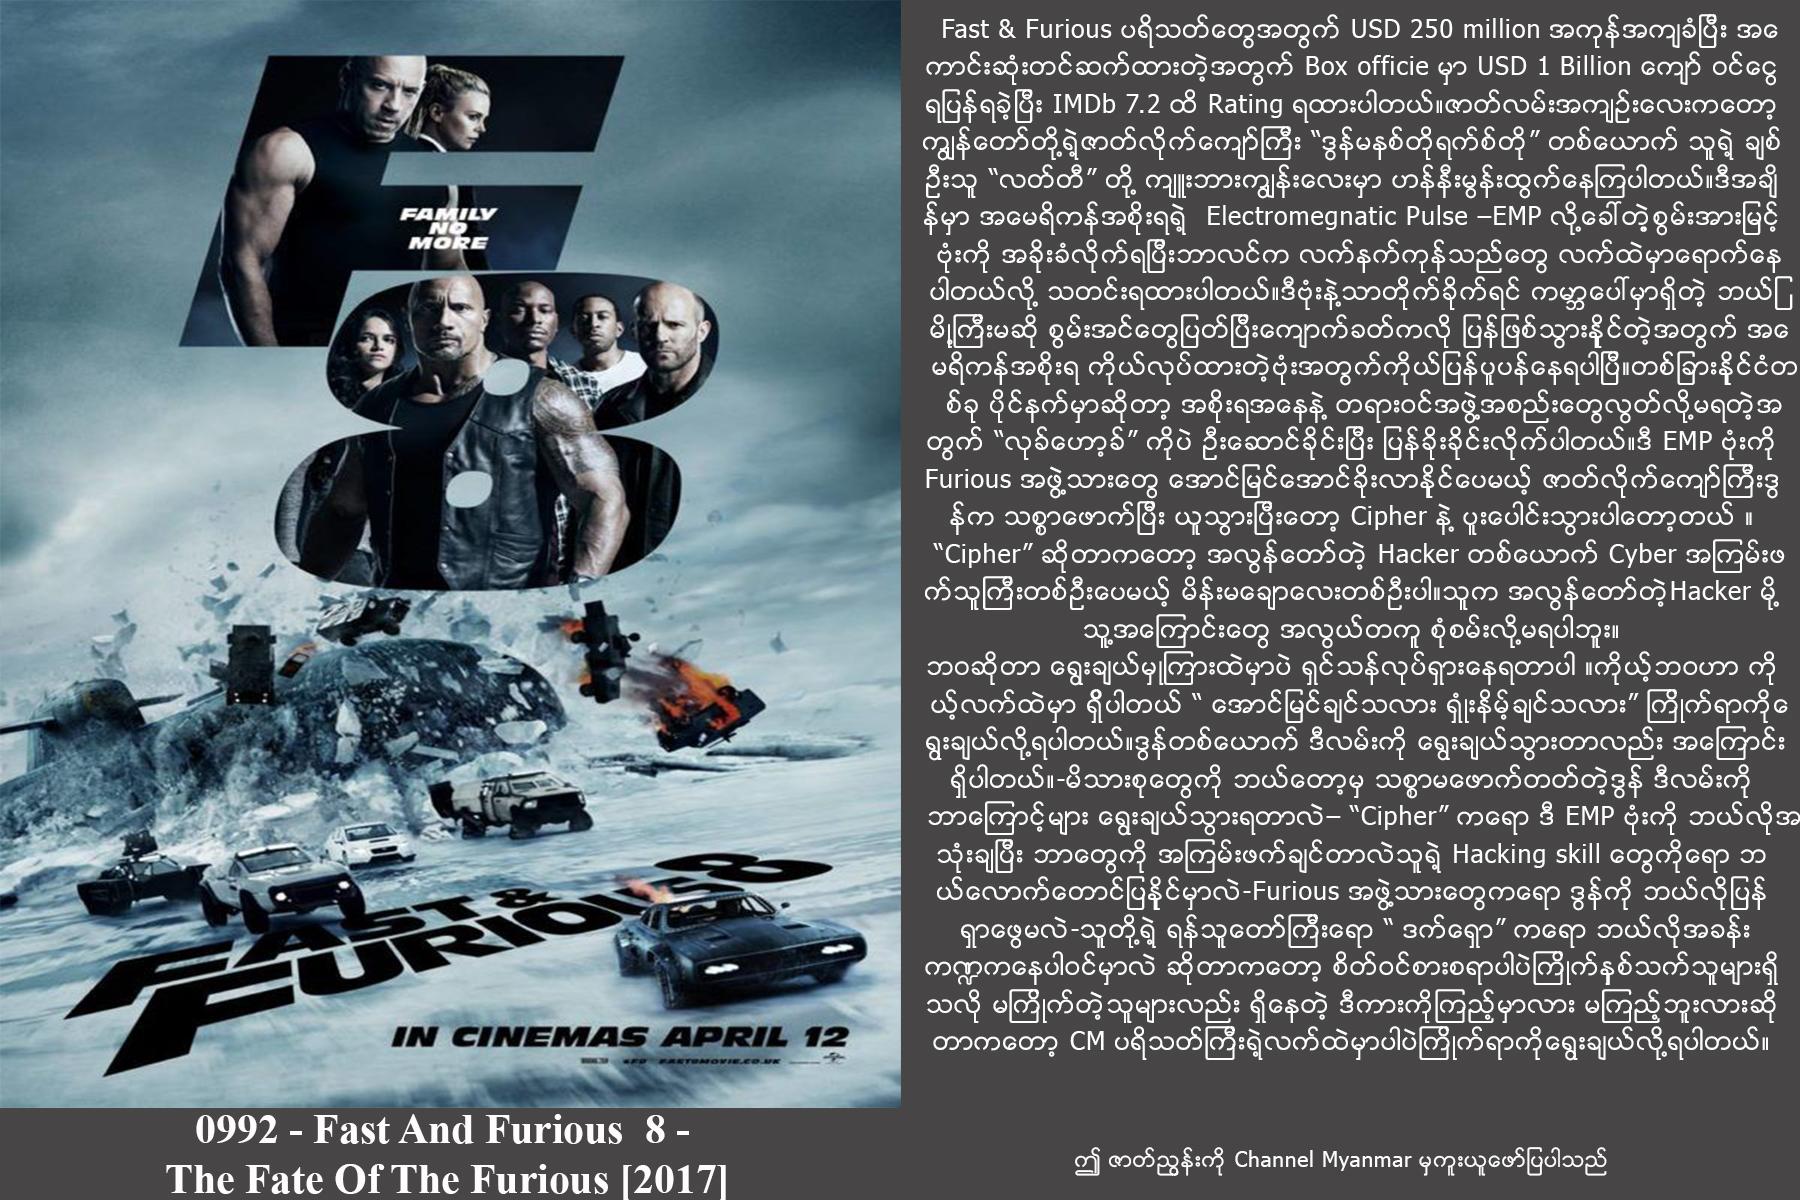 FAMILY
NO
MORE
FAST &
FURIOUS 8
IN CINEMAS APRIL 12
0992 - Fast And Furious 8 -
The Fate Of The Furious [2017]
Fast & Furious ပရိသတ်တွေအတွက် USD 250 million အကုန်အကျခံပြီး အေ
ကာင်းဆုံးတင်ဆက်ထားတဲ့အတွက် Box officie မှာ USD 1 Billion ကျော် ဝင်ငွေ
ရပြန်ရခဲ့ပြီး IMDb 7.2 ထိ Rating ရထားပါတယ်။ဇာတ်လမ်းအကျဉ်းလေးကတော့
ကျွန်တော်တို့ရဲ့ဇာတ်လိုက်ကျော်ကြီး “ဒွန်မနစ်တိုရက်စ်တို” တစ်ယောက် သူရဲ့ ချစ်
ဦးသူ “လတ်တီ” တို့ ကျူးဘားကျွန်းလေးမှာ ဟန်နီးမွန်းထွက်နေကြပါတယ်။ဒီအချိ
န်မှာ အမေရိကန်အစိုးရရဲ့ Electromegnatic Pulse –EMP လို့ခေါ်တဲ့စွမ်းအားမြင့်
ဗုံးကို အခိုးခံလိုက်ရပြီးဘာလင်က လက်နက်ကုန်သည်တွေ လက်ထဲမှာရောက်နေ
ပါတယ်လို့ သတင်းရထားပါတယ်။ဒီဗုံးနဲ့သာတိုက်ခိုက်ရင် ကမ္ဘာပေါ်မှာရှိတဲ့ ဘယ်ြ
မို့ကြီးမဆို စွမ်းအင်တွေပြတ်ပြီးကျောက်ခတ်ကလို ပြန်ဖြစ်သွားနိုင်တဲ့အတွက် အေ
မရိကန်အစိုးရ ကိုယ်လုပ်ထားတဲ့ဗုံးအတွက်ကိုယ်ပြန်ပူပန်နေရပါပြီ။တစ်ခြားနိုင်ငံတ
စ်ခု ပိုင်နက်မှာဆိုတာ့ အစိုးရအနေနဲ့ တရားဝင်အဖွဲ့အစည်းတွေလွှတ်လို့မရတဲ့အ
တွက် “လုခ်ဟော့ခ်” ကိုပဲ ဦးဆောင်ခိုင်းပြီး ပြန်ခိုးခိုင်းလိုက်ပါတယ်။ဒီ EMP ဗုံးကို
Furious အဖွဲ့သားတွေ အောင်မြင်အောင်ခိုးလာနိုင်ပေမယ့် ဇာတ်လိုက်ကျော်ကြီးဒွ
န်က သစ္စာဖောက်ပြီး ယူသွားပြီးတော့ Cipher နဲ့ ပူးပေါင်းသွားပါတော့တယ် ။
“Cipher” ဆိုတာကတော့ အလွန်တော်တဲ့ Hacker တစ်ယောက် Cyber အကြမ်းဖ
က်သူကြီးတစ်ဦးပေမယ့် မိန်းမချောလေးတစ်ဦးပါ။သူက အလွန်တော်တဲ့Hacker မို့
သူ့အကြောင်းတွေ အလွယ်တကူ စုံစမ်းလို့မရပါဘူး။
ဘဝဆိုတာ ရွေးချယ်မှုကြားထဲမှာပဲ ရှင်သန်လုပ်ရှားနေရတာပါ ။ကိုယ့်ဘဝဟာ ကို
ယ့်လက်ထဲမှာ ရှိပါတယ် “ အောင်မြင်ချင်သလား ရှုံးနိမ့်ချင်သလား” ကြိုက်ရာကိုေ
ရွးချယ်လို့ရပါတယ်။ဒွန်တစ်ယောက် ဒီလမ်းကို ရွေးချယ်သွားတာလည်း အကြောင်း
ရှိပါတယ်။-မိသားစုတွေကို ဘယ်တော့မှ သစ္စာမဖောက်တတ်တဲ့ဒွန် ဒီလမ်းကို
ဘာကြောင့်များ ရွေးချယ်သွားရတာလဲ– “Cipher” ကရော ဒီ EMP ဗုံးကို ဘယ်လိုအ
သုံးချပြီး ဘာတွေကို အကြမ်းဖက်ချင်တာလဲသူရဲ့ Hacking skill တွေကိုရော ဘ
ယ်လောက်တောင်ပြနိုင်မှာလဲ-Furious အဖွဲ့သားတွေကရော ဒွန်ကို ဘယ်လိုပြန်
ရှာဖွေမလဲ-သူတို့ရဲ့ ရန်သူတော်ကြီးရော “ ဒက်ရှော” ကရော ဘယ်လိုအခန်း
ကဏ္ဍကနေပါဝင်မှာလဲ ဆိုတာကတော့ စိတ်ဝင်စားစရာပါပဲကြိုက်နှစ်သက်သူများရှိ
သလို မကြိုက်တဲ့သူများလည်း ရှိနေတဲ့ ဒီကားကိုကြည့်မှာလား မကြည့်ဘူးလားဆို
တာကတော့ CM ပရိသတ်ကြီးရဲ့လက်ထဲမှာပါပဲကြိုက်ရာကိုရွေးချယ်လို့ရပါတယ်။
ဤ ဇာတ်ညွှန်းကို Channel Myanmar မှကူးယူဖော်ပြပါသည်